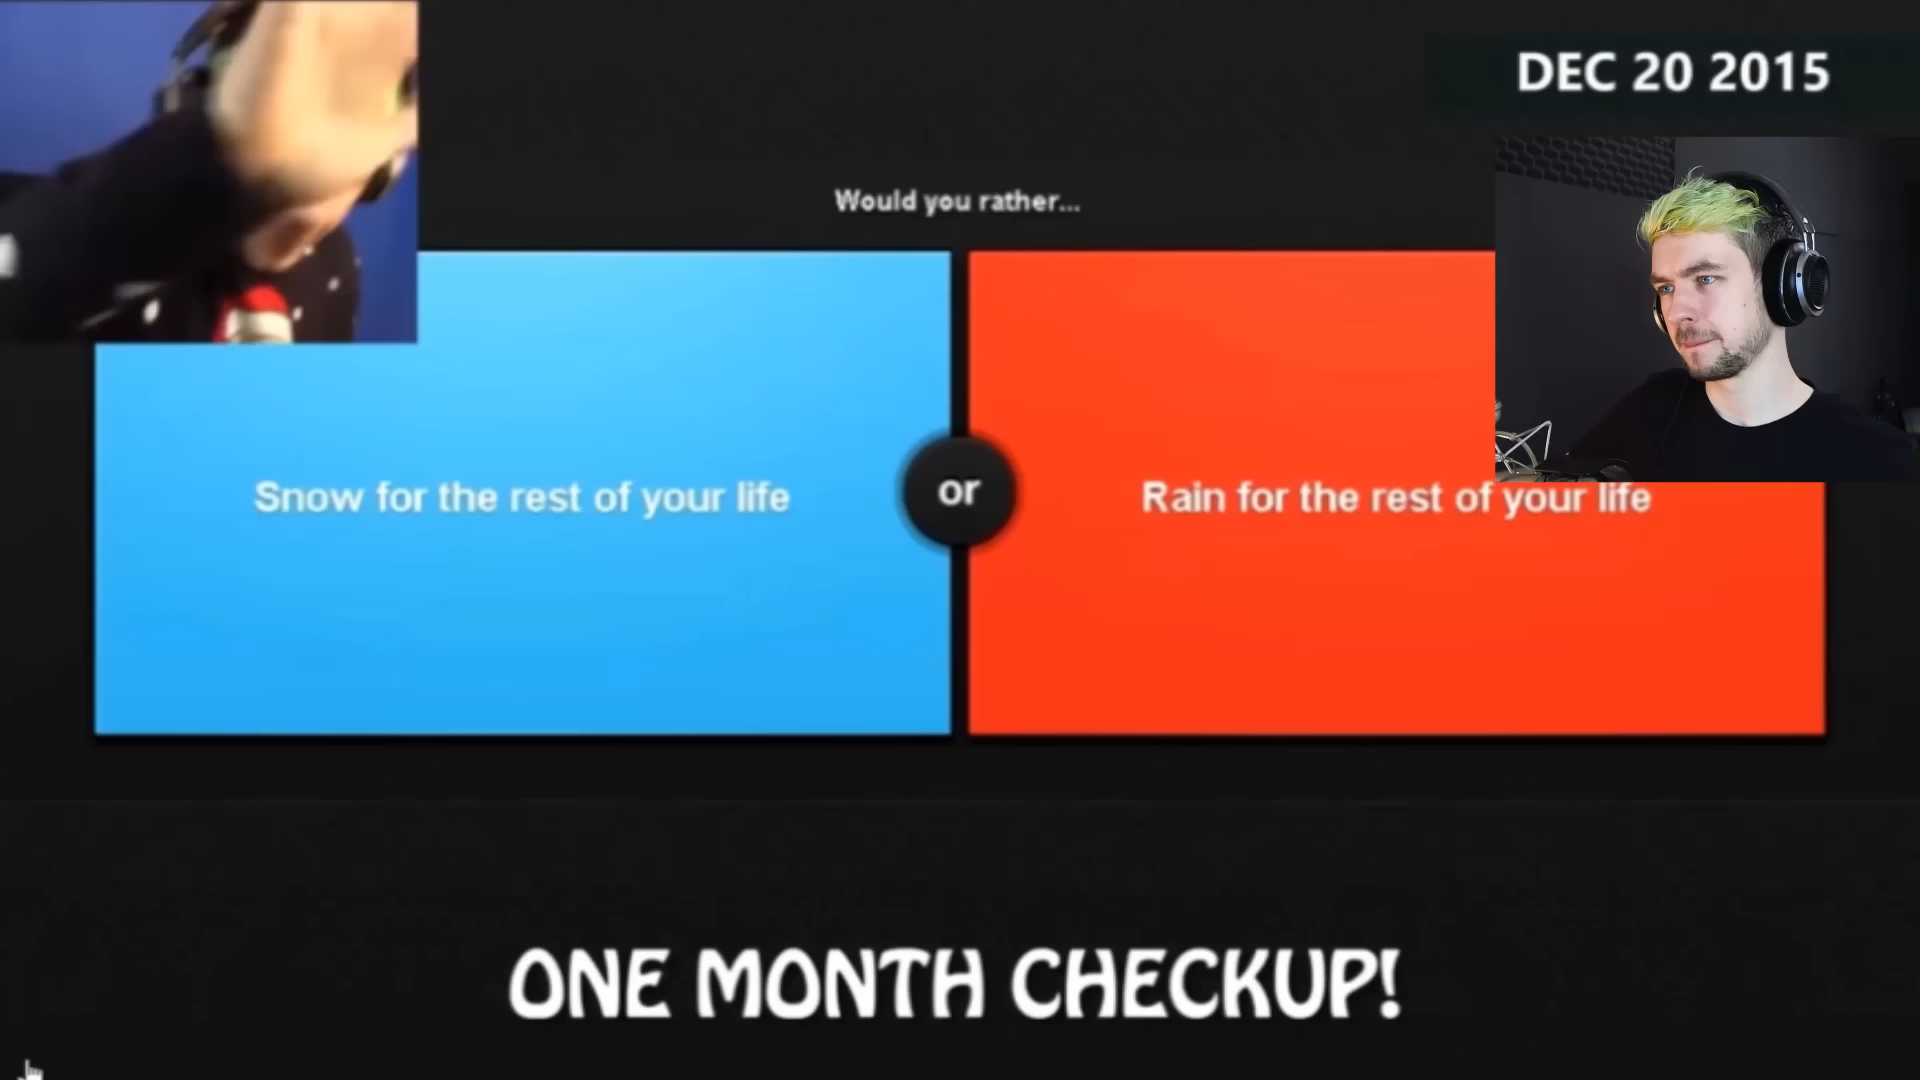 DEC 20 2015
Would you rather...
Snow for the rest of your life
or
Rain for the rest of your life
ONE MONTH CHECKUP!